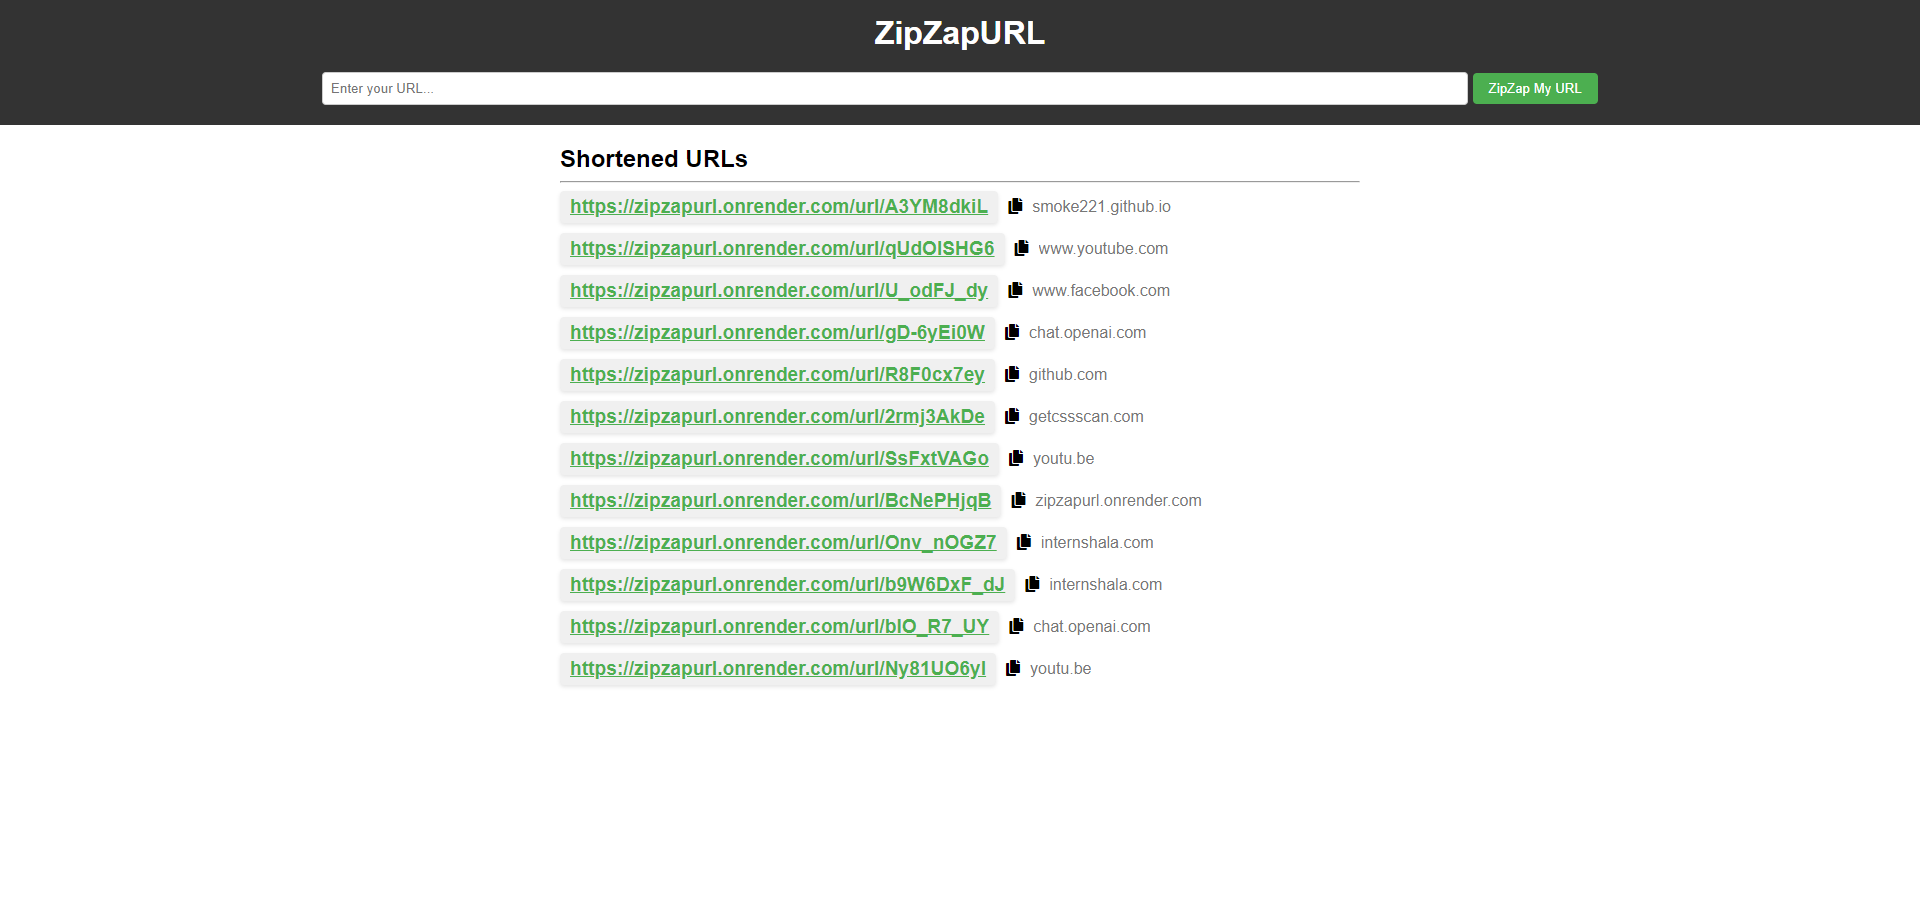 ZipZapURL
Enter your URL...
ZipZap My URL
Shortened URLs
https://zipzapurl.onrender.com/url/A3YM8dkiL smoke221.github.io
https://zipzapurl.onrender.com/url/qUdOlSHG6 www.youtube.com
https://zipzapurl.onrender.com/url/U_odFJ_dy www.facebook.com
https://zipzapurl.onrender.com/url/gD-6yEi0W chat.openai.com
https://zipzapurl.onrender.com/url/R8F0cx7ey github.com
https://zipzapurl.onrender.com/url/2rmj3AkDe getcssscan.com
https://zipzapurl.onrender.com/url/SsFxtVAGo youtu.be
https://zipzapurl.onrender.com/url/BcNePHjqB zipzapurl.onrender.com
https://zipzapurl.onrender.com/url/Onv_nOGZ7 internshala.com
https://zipzapurl.onrender.com/url/b9W6DxF_dJ internshala.com
https://zipzapurl.onrender.com/url/blO_R7_UY chat.openai.com
https://zipzapurl.onrender.com/url/Ny81UO6yl youtu.be